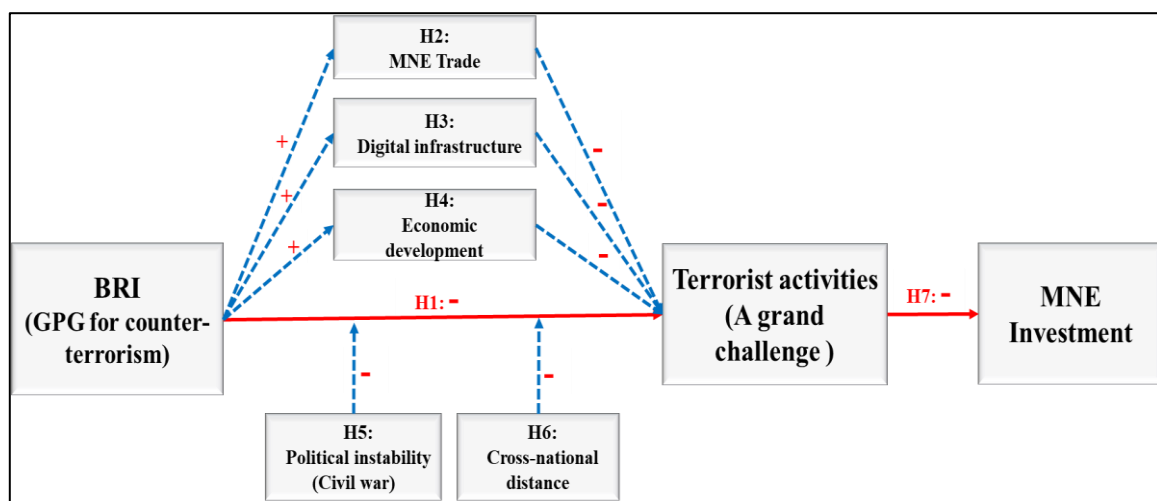 H2:
MNE Trade
H3:
Digital infrastructure
H4:
Economic
development
+
+
+
-
-
-
BRI
(GPG for counter-
terrorism)
H1: -
Terrorist activities
(A grand
challenge )
H7: -
MNE
Investment
-
-
H5:
Political instability
(Civil war)
H6:
Cross-national
distance